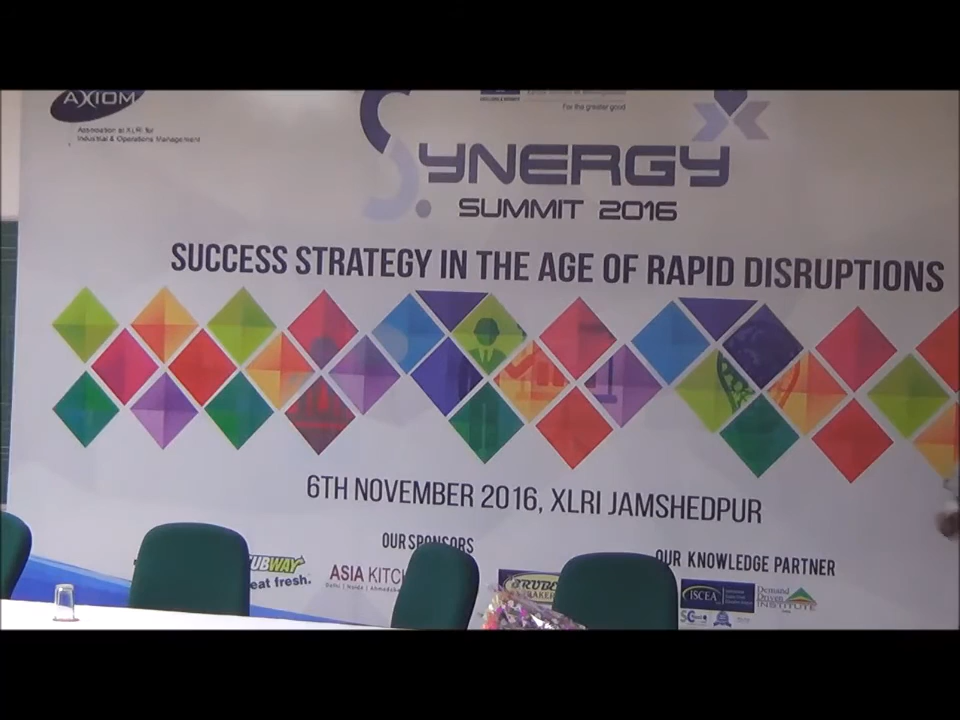 AXIOM
Association at XLRI for
Industrial & Operations Management
For the greater good
SYNERGY
SUMMIT 2016
SUCCESS STRATEGY IN THE AGE OF RAPID DISRUPTIONS
6TH NOVEMBER 2016, XLRI JAMSHEDPUR
OUR SPONSORS
OUR KNOWLEDGE PARTNER
SUBWAY
eat fresh.
ASIA KITC
ISCEA
Demand
Driven
INSTITUTE